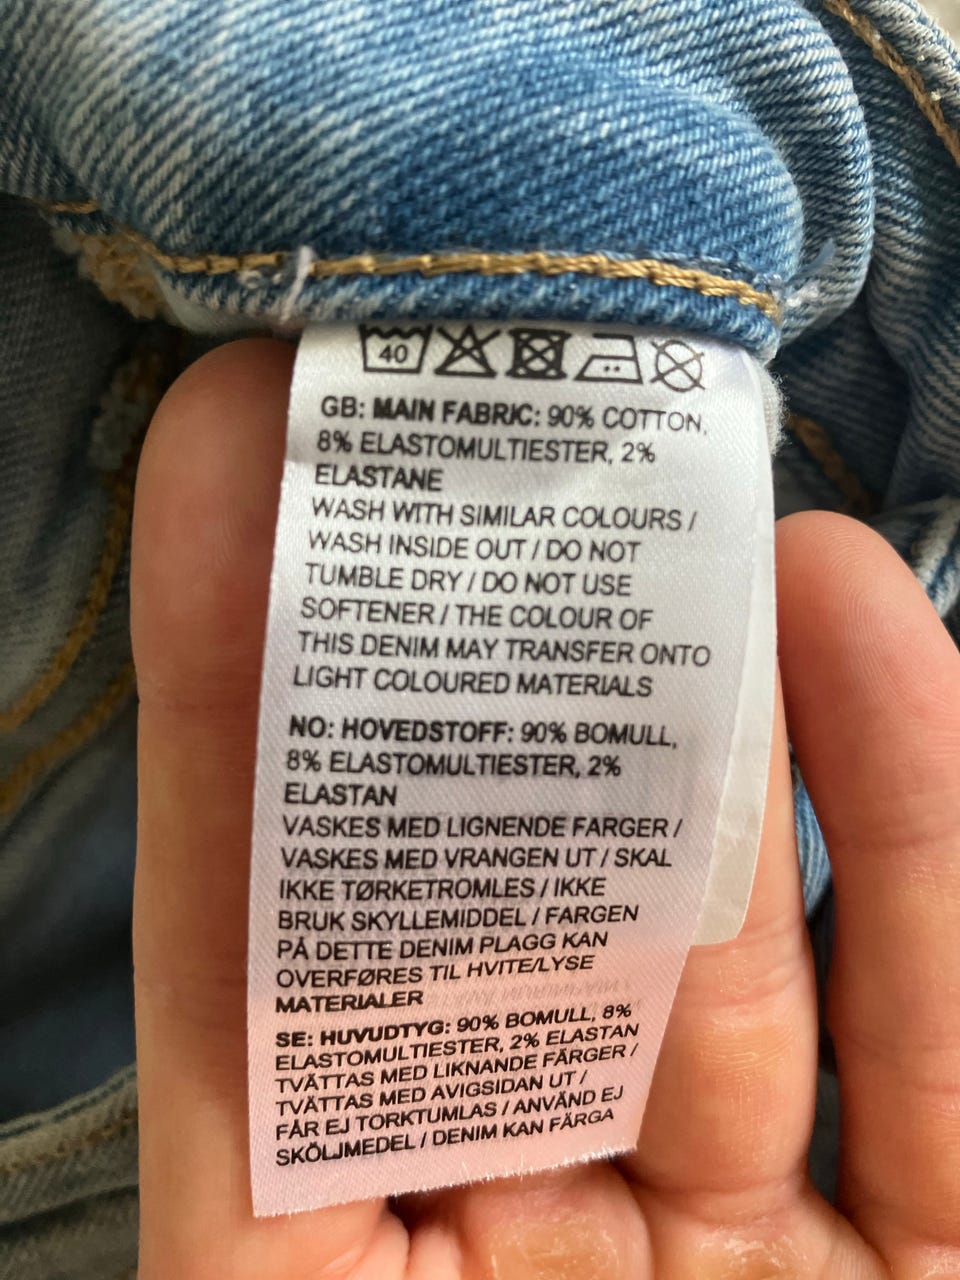 40
GB: MAIN FABRIC: 90% COTTON,
8% ELASTOMULTIESTER, 2%
ELASTANE
WASH WITH SIMILAR COLOURS /
WASH INSIDE OUT / DO NOT
TUMBLE DRY / DO NOT USE
SOFTENER / THE COLOUR OF
THIS DENIM MAY TRANSFER ONTO
LIGHT COLOURED MATERIALS
NO: HOVEDSTOFF: 90% BOMULL,
8% ELASTOMULTIESTER, 2%
ELASTAN
VASKES MED LIGNENDE FARGER /
VASKES MED VRANGEN UT / SKAL
IKKE TØRKETROMLES / IKKE
BRUK SKYLLEMIDDEL / FARGEN
PÅ DETTE DENIM PLAGG KAN
OVERFØRES TIL HVITE/LYSE
MATERIALER
SE: HUVUDTYG: 90% BOMULL, 8%
ELASTOMULTIESTER, 2% ELASTAN
TVÄTTAS MED LIKNANDE FÄRGER /
TVÄTTAS MED AVIGSIDAN UT /
FÅR EJ TORKTUMLAS / ANVÄND EJ
SKÖLJMEDEL / DENIM KAN FÄRGA